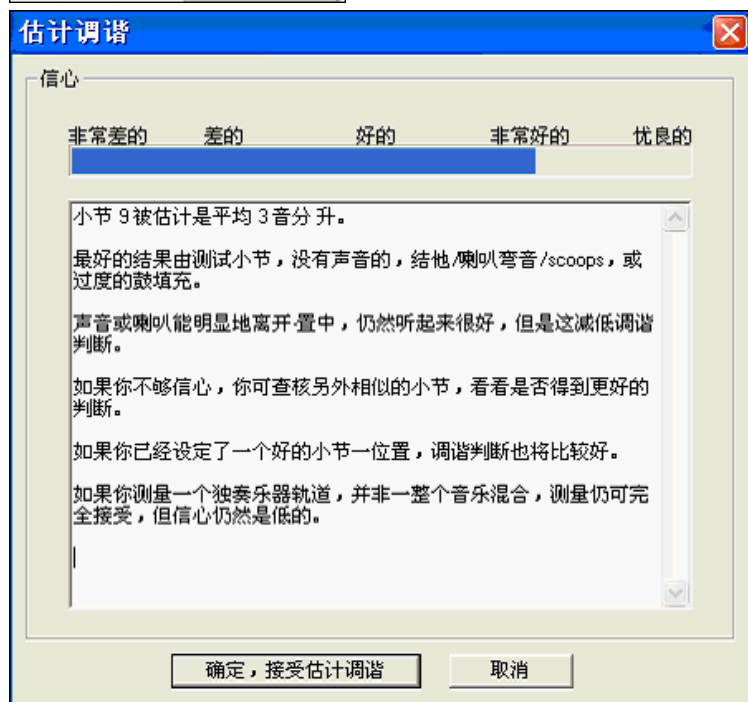 估计调谐
信心
非常差的 差的 好的 非常好的 优良的
小节 9 被估计是平均 3 音分 升。
最好的结果由测试小节，没有声音的，结他/喇叭弯音/scoops，或
过度的鼓填充。
声音或喇叭能明显地离开-置中，仍然听起来很好，但是这减低调谐
判断。
如果你不够信心，你可查核另外相似的小节，看看是否得到更好的
判断。
如果你已经设定了一个好的小节一位置，调谐判断也将比较好。
如果你测量一个独奏乐器轨道，并非一整个音乐混合，测量仍可完
全接受，但信心仍然是低的。
确定，接受估计调谐
取消